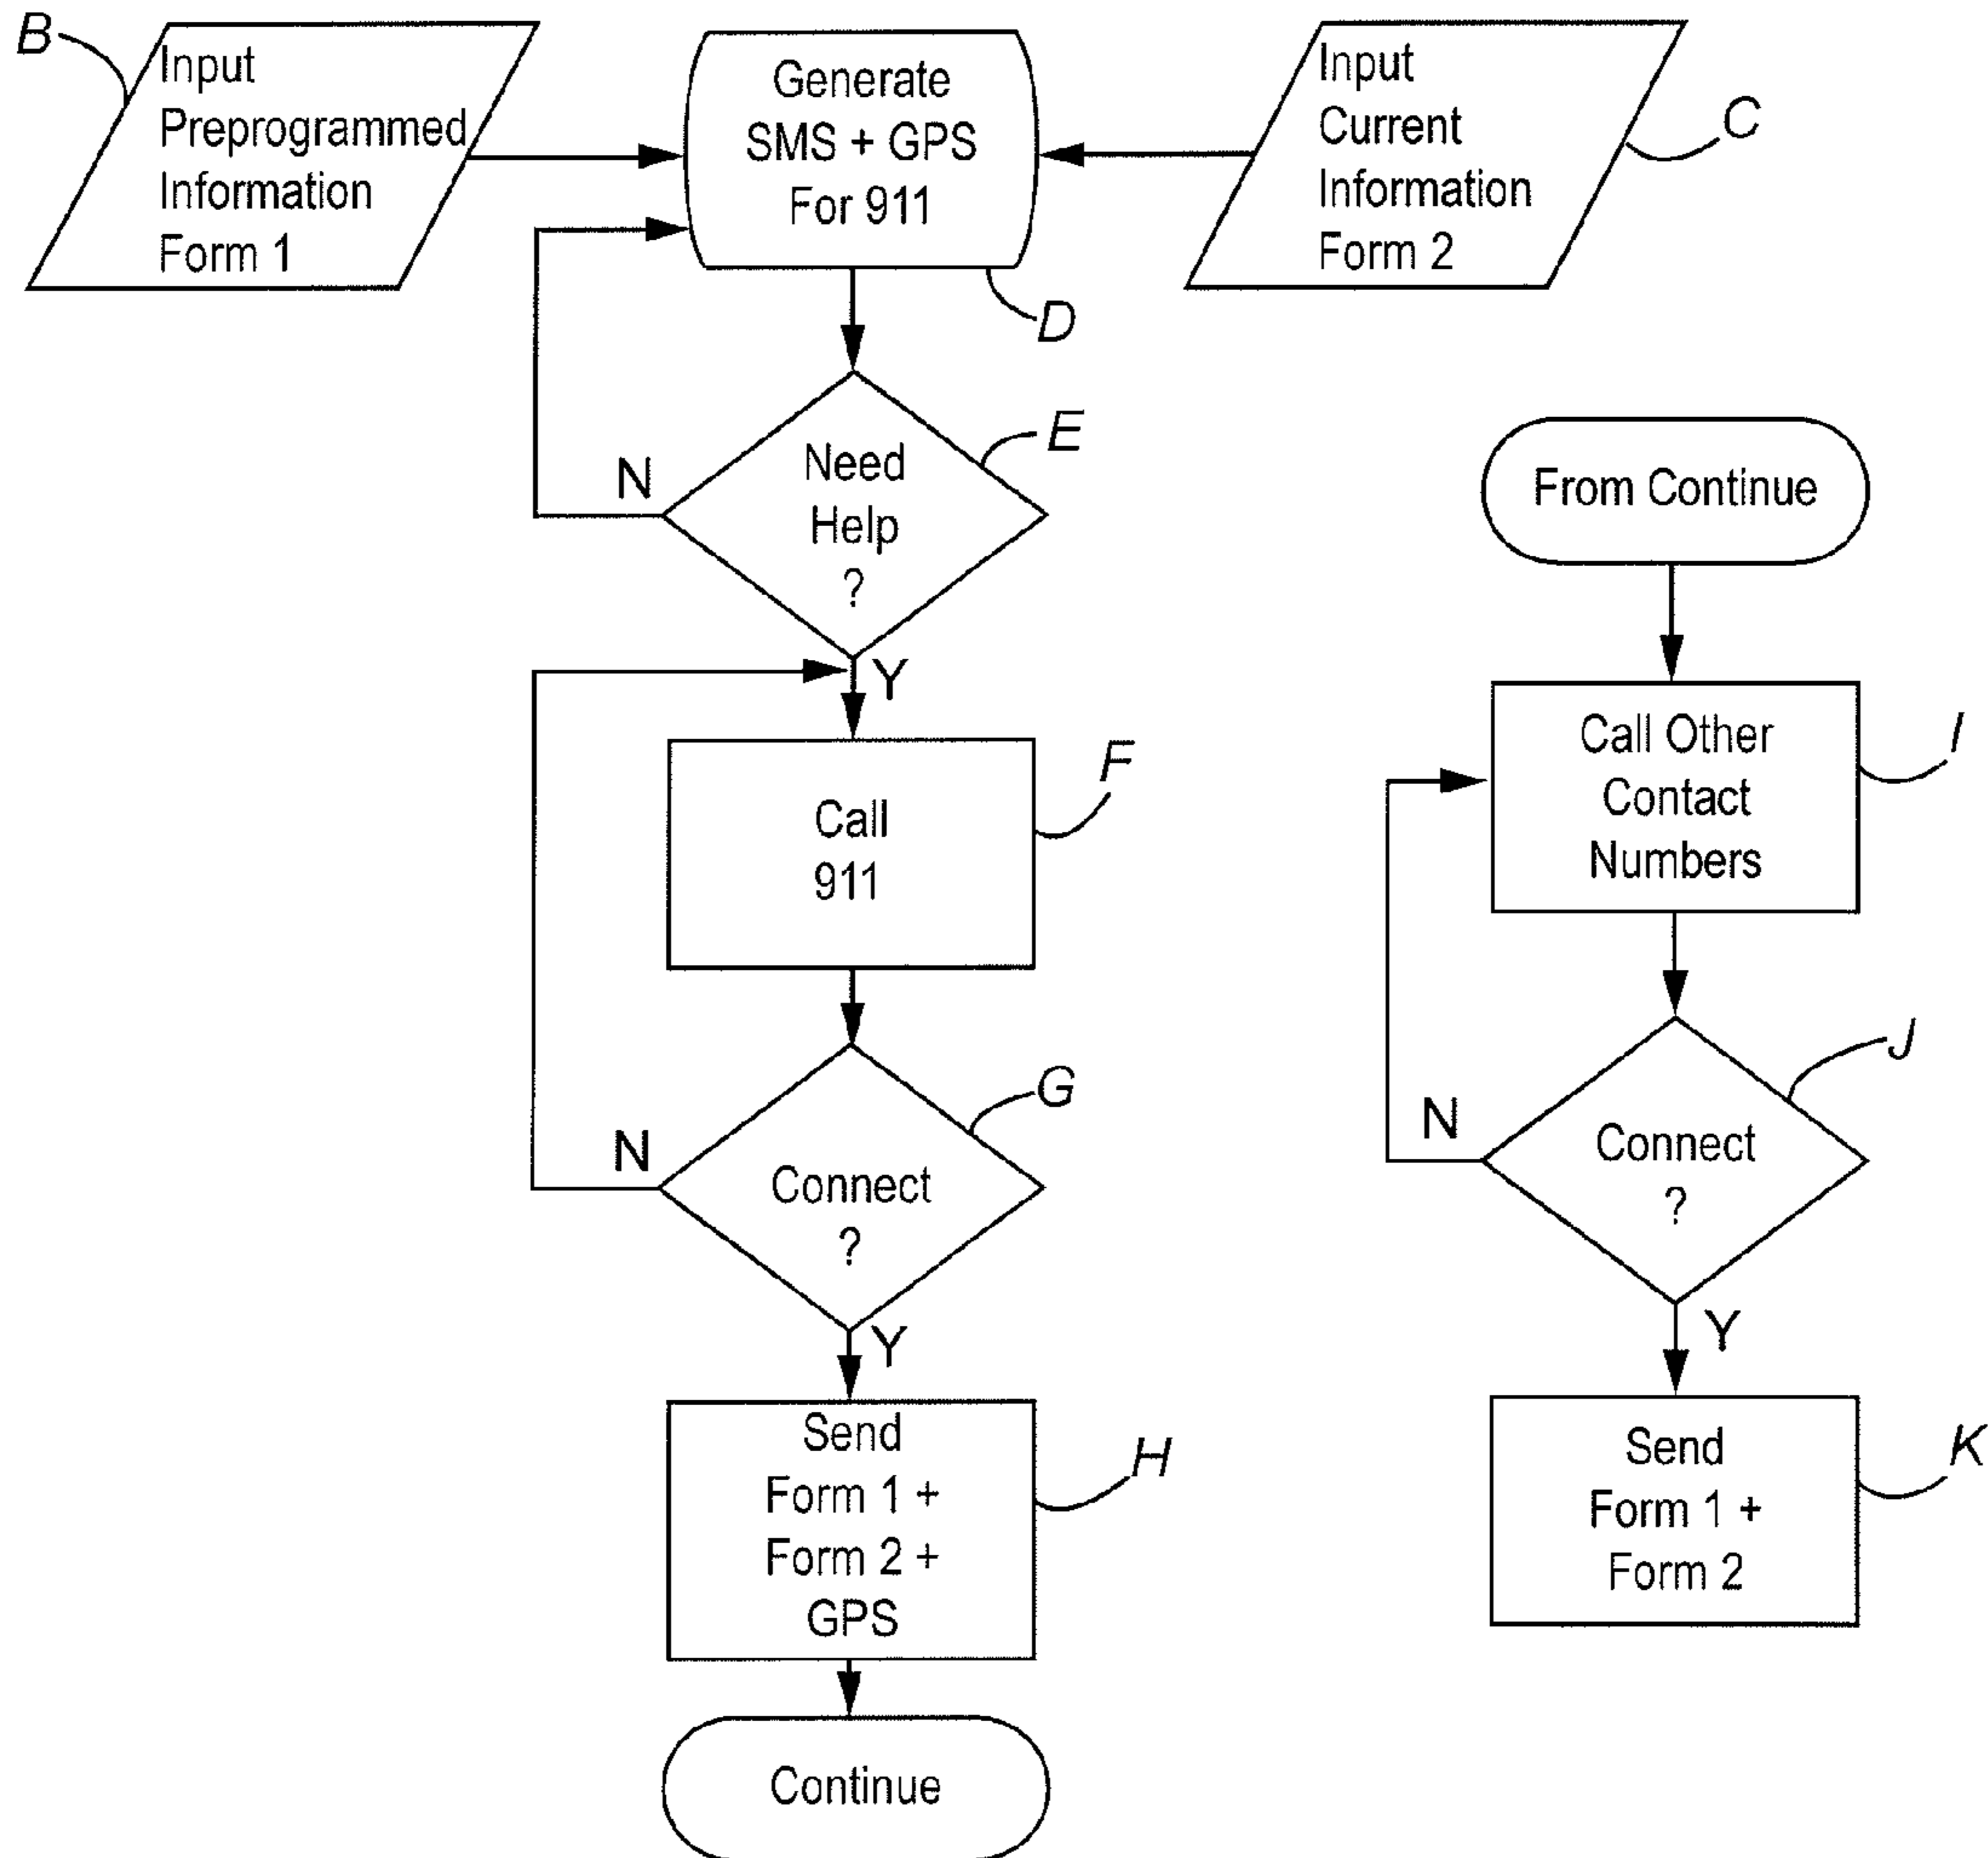 B
Input
Preprogrammed
Information
Form 1
Generate
SMS + GPS
For 911
D
Input
Current
Information
Form 2
C
Need
Help
?
E
N
Y
Call
911
F
Connect
?
G
N
Y
Send
Form 1 +
Form 2 +
GPS
H
Continue
From Continue
Call Other
Contact
Numbers
I
Connect
?
J
N
Y
Send
Form 1 +
Form 2
K